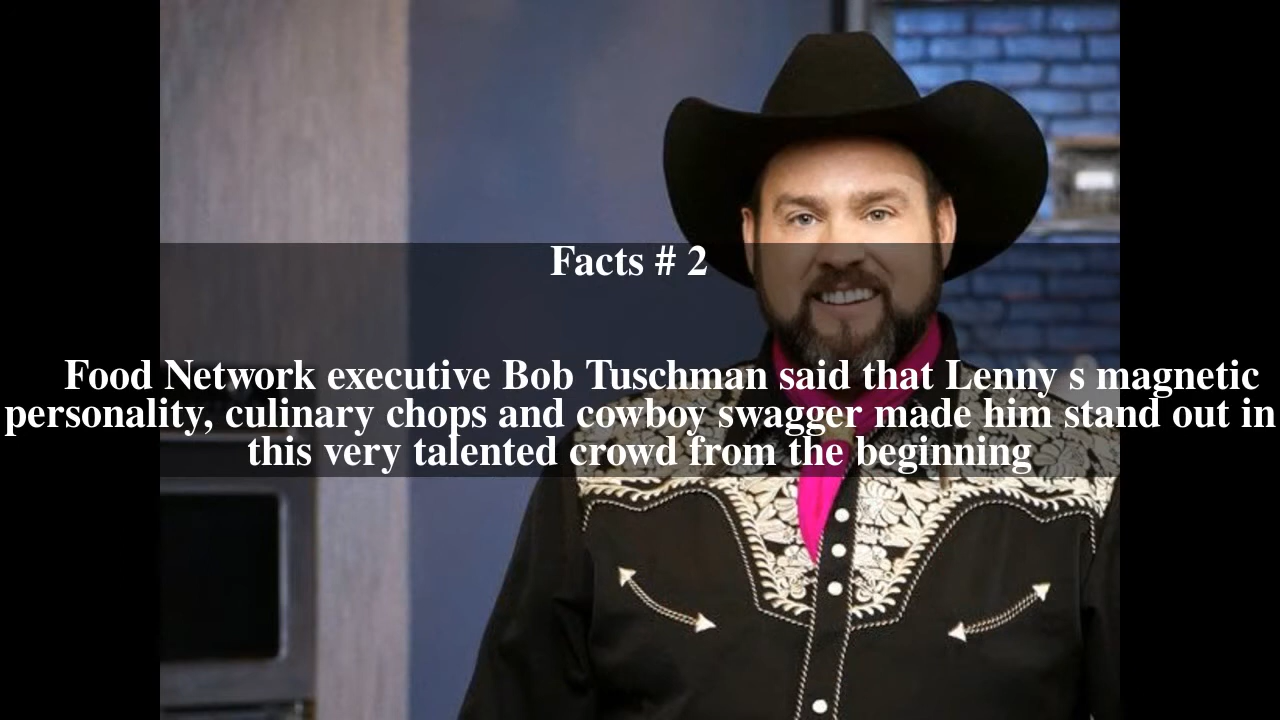 Facts # 2
Food Network executive Bob Tuschman said that Lenny s magnetic
personality, culinary chops and cowboy swagger made him stand out in
this very talented crowd from the beginning